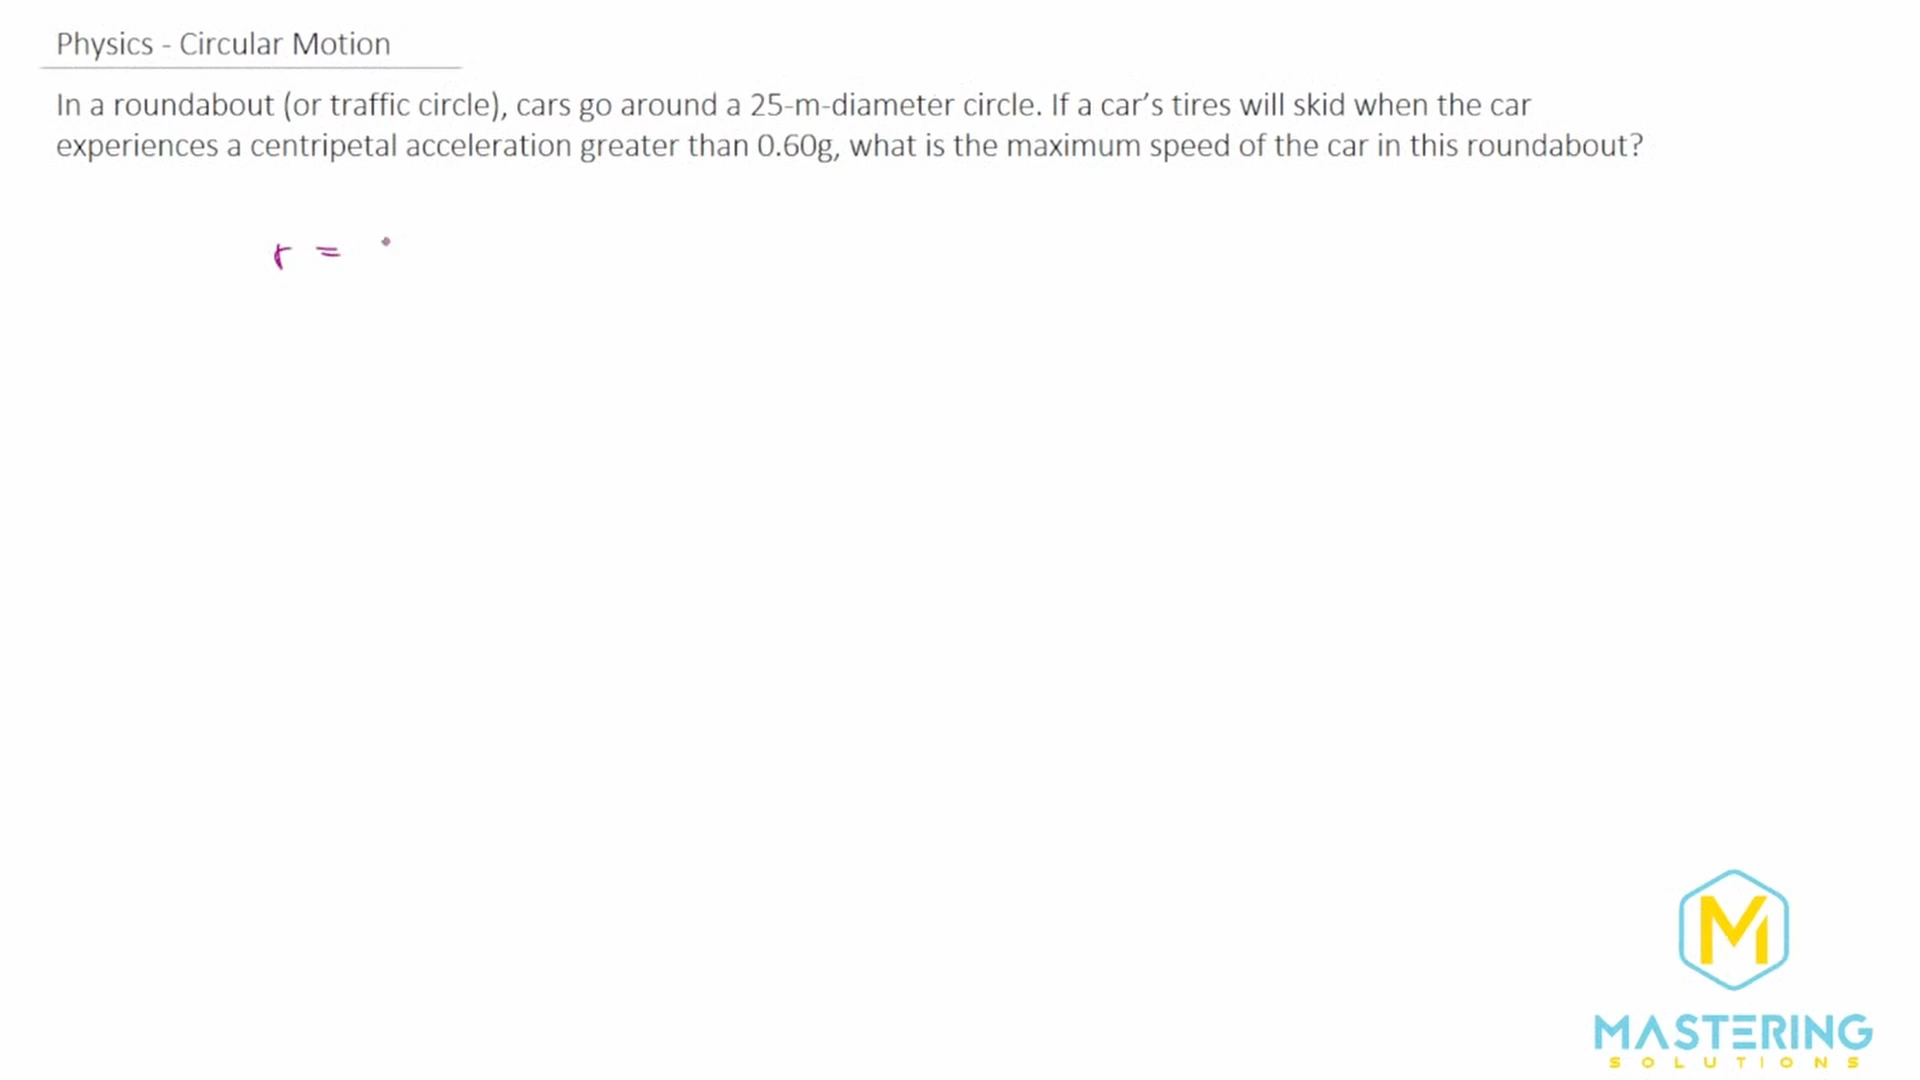 Physics - Circular Motion
In a roundabout (or traffic circle), cars go around a 25-m-diameter circle. If a car’s tires will skid when the car
experiences a centripetal acceleration greater than 0.60g, what is the maximum speed of the car in this roundabout?
r =
M
MASTERING
SOLUTIONS